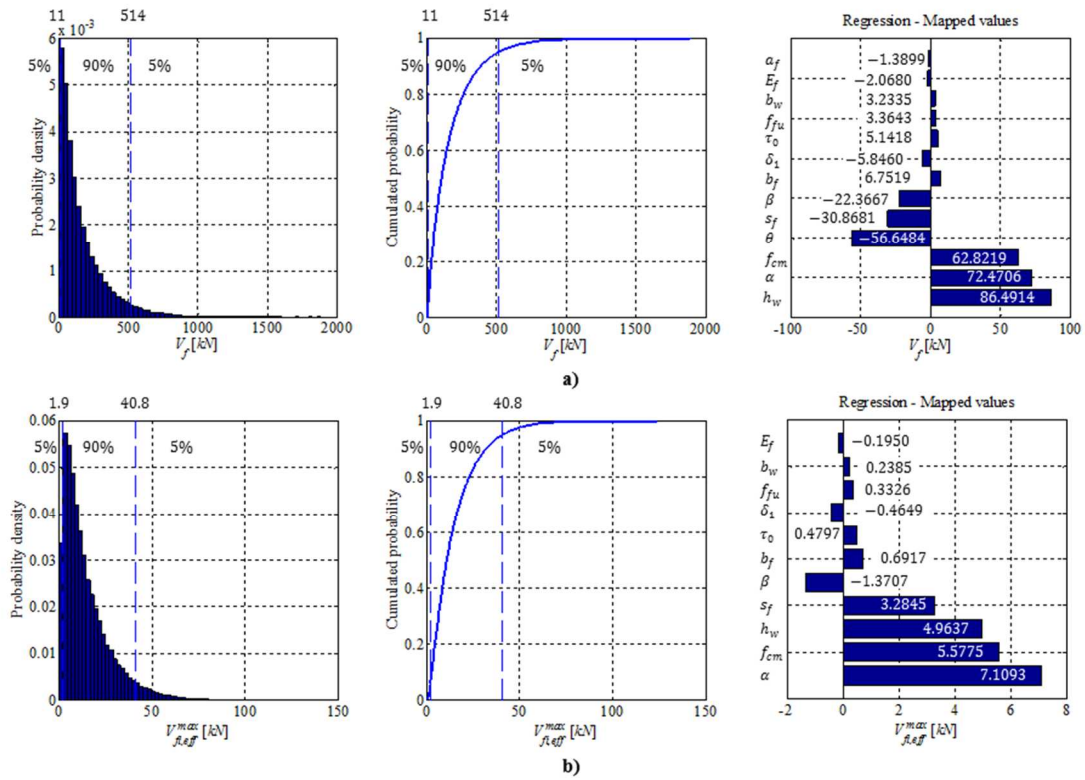 11 514
x 10⁻³
5% 90% 5%
6
5
4
3
2
1
0
Probability density
0 500 1000 1500 2000
V_f [kN]
11 514
5% 90% 5%
1
0.8
0.6
0.4
0.2
0
Cumulated probability
0 500 1000 1500 2000
V_f [kN]
Regression - Mapped values
a_f −1.3899
E_f −2.0680
b_w 3.2335
f_fu 3.3643
τ_0 5.1418
δ_1 −5.8460
b_f 6.7519
β −22.3667
s_f −30.8681
θ −56.6484
f_cm 62.8219
α 72.4706
h_w 86.4914
-100 -50 0 50 100
V_f [kN]
a)
1.9 40.8
5% 90% 5%
0.06
0.05
0.04
0.03
0.02
0.01
0
Probability density
0 50 100 150
V_fi,eff^max [kN]
1.9 40.8
5% 90% 5%
1
0.8
0.6
0.4
0.2
0
Cumulated probability
0 50 100 150
V_fi,eff^max [kN]
Regression - Mapped values
E_f −0.1950
b_w 0.2385
f_fu 0.3326
δ_1 −0.4649
τ_0 0.4797
b_f 0.6917
β −1.3707
s_f 3.2845
h_w 4.9637
f_cm 5.5775
α 7.1093
-2 0 2 4 6 8
V_fi,eff^max [kN]
b)